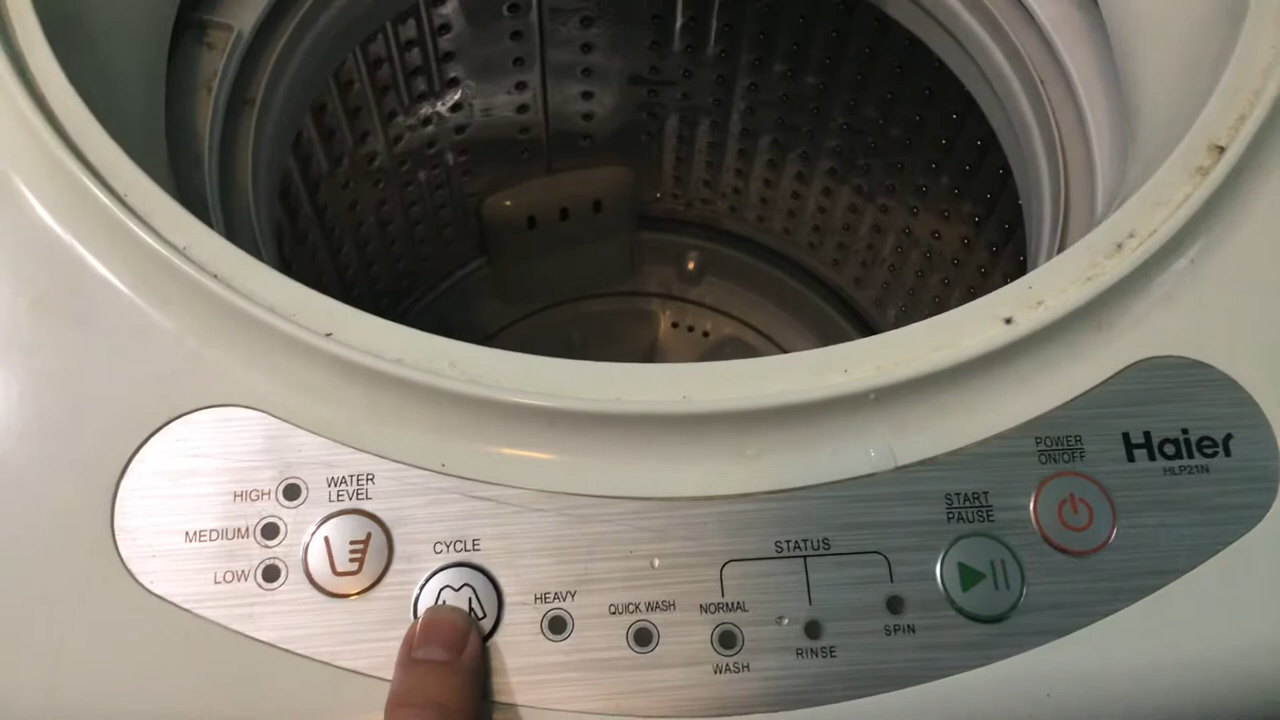 HIGH
MEDIUM
LOW
WATER
LEVEL
CYCLE
HEAVY
QUICK WASH
STATUS
NORMAL
WASH
RINSE
SPIN
START
PAUSE
POWER
ON/OFF
Haier
HLP21N